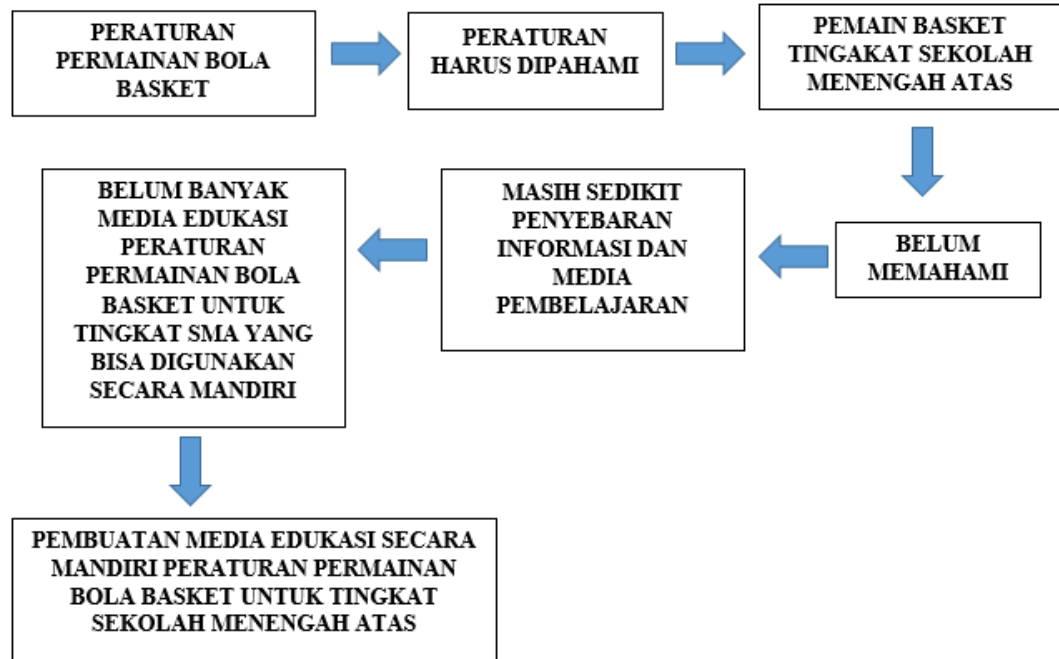 PERATURAN
PERMAINAN BOLA
BASKET
PERATURAN
HARUS DIPAHAMI
PEMAIN BASKET
TINGAKAT SEKOLAH
MENENGAH ATAS
BELUM
MEMAHAMI
MASIH SEDIKIT
PENYEBARAN
INFORMASI DAN
MEDIA
PEMBELAJARAN
BELUM BANYAK
MEDIA EDUKASI
PERATURAN
PERMAINAN BOLA
BASKET UNTUK
TINGKAT SMA YANG
BISA DIGUNAKAN
SECARA MANDIRI
PEMBUATAN MEDIA EDUKASI SECARA
MANDIRI PERATURAN PERMAINAN
BOLA BASKET UNTUK TINGKAT
SEKOLAH MENENGAH ATAS